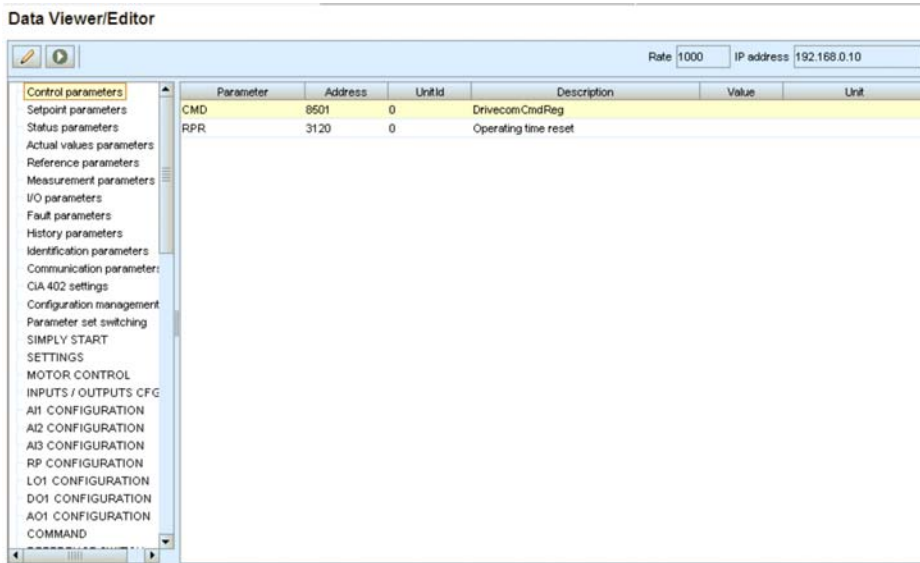 Data Viewer/Editor
Rate 1000 IP address 192.168.0.10
Control parameters
Setpoint parameters
Status parameters
Actual values parameters
Reference parameters
Measurement parameters
I/O parameters
Fault parameters
History parameters
Identification parameters
Communication parameters
CiA 402 settings
Configuration management
Parameter set switching
SIMPLY START
SETTINGS
MOTOR CONTROL
INPUTS / OUTPUTS CFG
AI1 CONFIGURATION
AI2 CONFIGURATION
AI3 CONFIGURATION
RP CONFIGURATION
LO1 CONFIGURATION
DO1 CONFIGURATION
AO1 CONFIGURATION
COMMAND
Parameter Address UnitId Description Value Unit
CMD 8501 0 DrivecomCmdReg
RPR 3120 0 Operating time reset